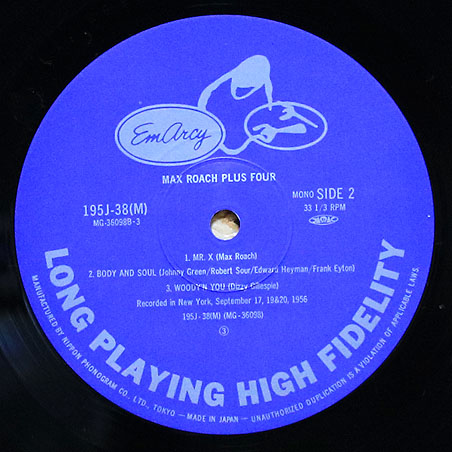 EmArcy
MAX ROACH PLUS FOUR
195J-38(M)
MG-36098B-3
MONO SIDE 2
33 1/3 RPM
1. MR. X (Max Roach)
2. BODY AND SOUL (Johnny Green/Robert Sour/Edward Heyman/Frank Eyton)
3. WOODY'N YOU (Dizzy Gillespie)
Recorded in New York, September 17, 19&20, 1956
195J-38(M) (MG-36098)
③
LONG PLAYING HIGH FIDELITY
MANUFACTURED BY NIPPON PHONOGRAM CO., LTD., TOKYO — MADE IN JAPAN — UNAUTHORIZED DUPLICATION IS A VIOLATION OF APPLICABLE LAWS.